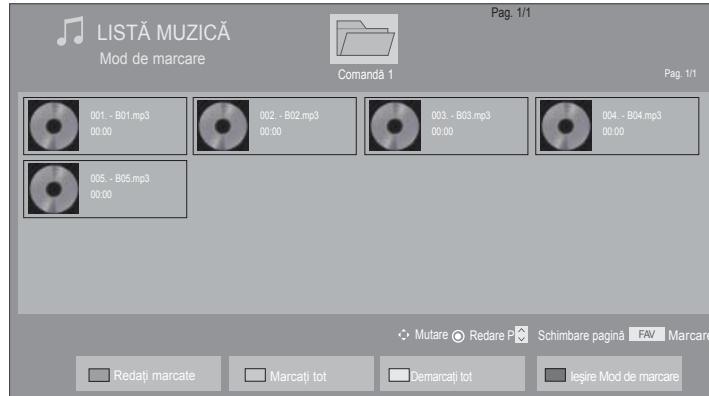 Pag. 1/1
LISTĂ MUZICĂ
Mod de marcare
Comandă 1
Pag. 1/1
001. - B01.mp3
00:00
002. - B02.mp3
00:00
003. - B03.mp3
00:00
004. - B04.mp3
00:00
005. - B05.mp3
00:00
Mutare Redare P Schimbare pagină FAV Marcare
Redați marcate Marcați tot Demarcați tot Ieşire Mod de marcare